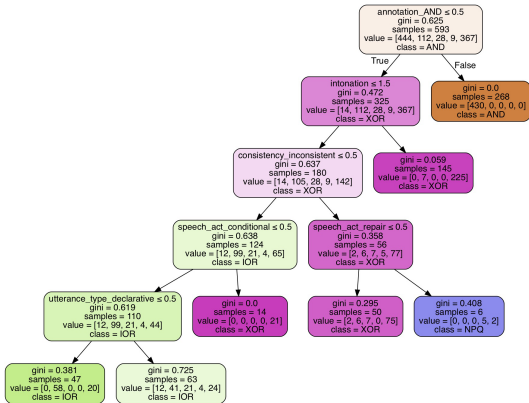 annotation_AND ≤ 0.5
gini = 0.625
samples = 593
value = [444, 112, 28, 9, 367]
class = AND
True
False
intonation ≤ 1.5
gini = 0.472
samples = 325
value = [14, 112, 28, 9, 367]
class = XOR
gini = 0.0
samples = 268
value = [430, 0, 0, 0, 0]
class = AND
consistency_inconsistent ≤ 0.5
gini = 0.637
samples = 180
value = [14, 105, 28, 9, 142]
class = XOR
gini = 0.059
samples = 145
value = [0, 7, 0, 0, 225]
class = XOR
speech_act_conditional ≤ 0.5
gini = 0.638
samples = 124
value = [12, 99, 21, 4, 65]
class = IOR
speech_act_repair ≤ 0.5
gini = 0.358
samples = 56
value = [2, 6, 7, 5, 77]
class = XOR
utterance_type_declarative ≤ 0.5
gini = 0.619
samples = 110
value = [12, 99, 21, 4, 44]
class = IOR
gini = 0.0
samples = 14
value = [0, 0, 0, 0, 21]
class = XOR
gini = 0.295
samples = 50
value = [2, 6, 7, 0, 75]
class = XOR
gini = 0.408
samples = 6
value = [0, 0, 0, 5, 2]
class = NPQ
gini = 0.381
samples = 47
value = [0, 58, 0, 0, 20]
class = IOR
gini = 0.725
samples = 63
value = [12, 41, 21, 4, 24]
class = IOR